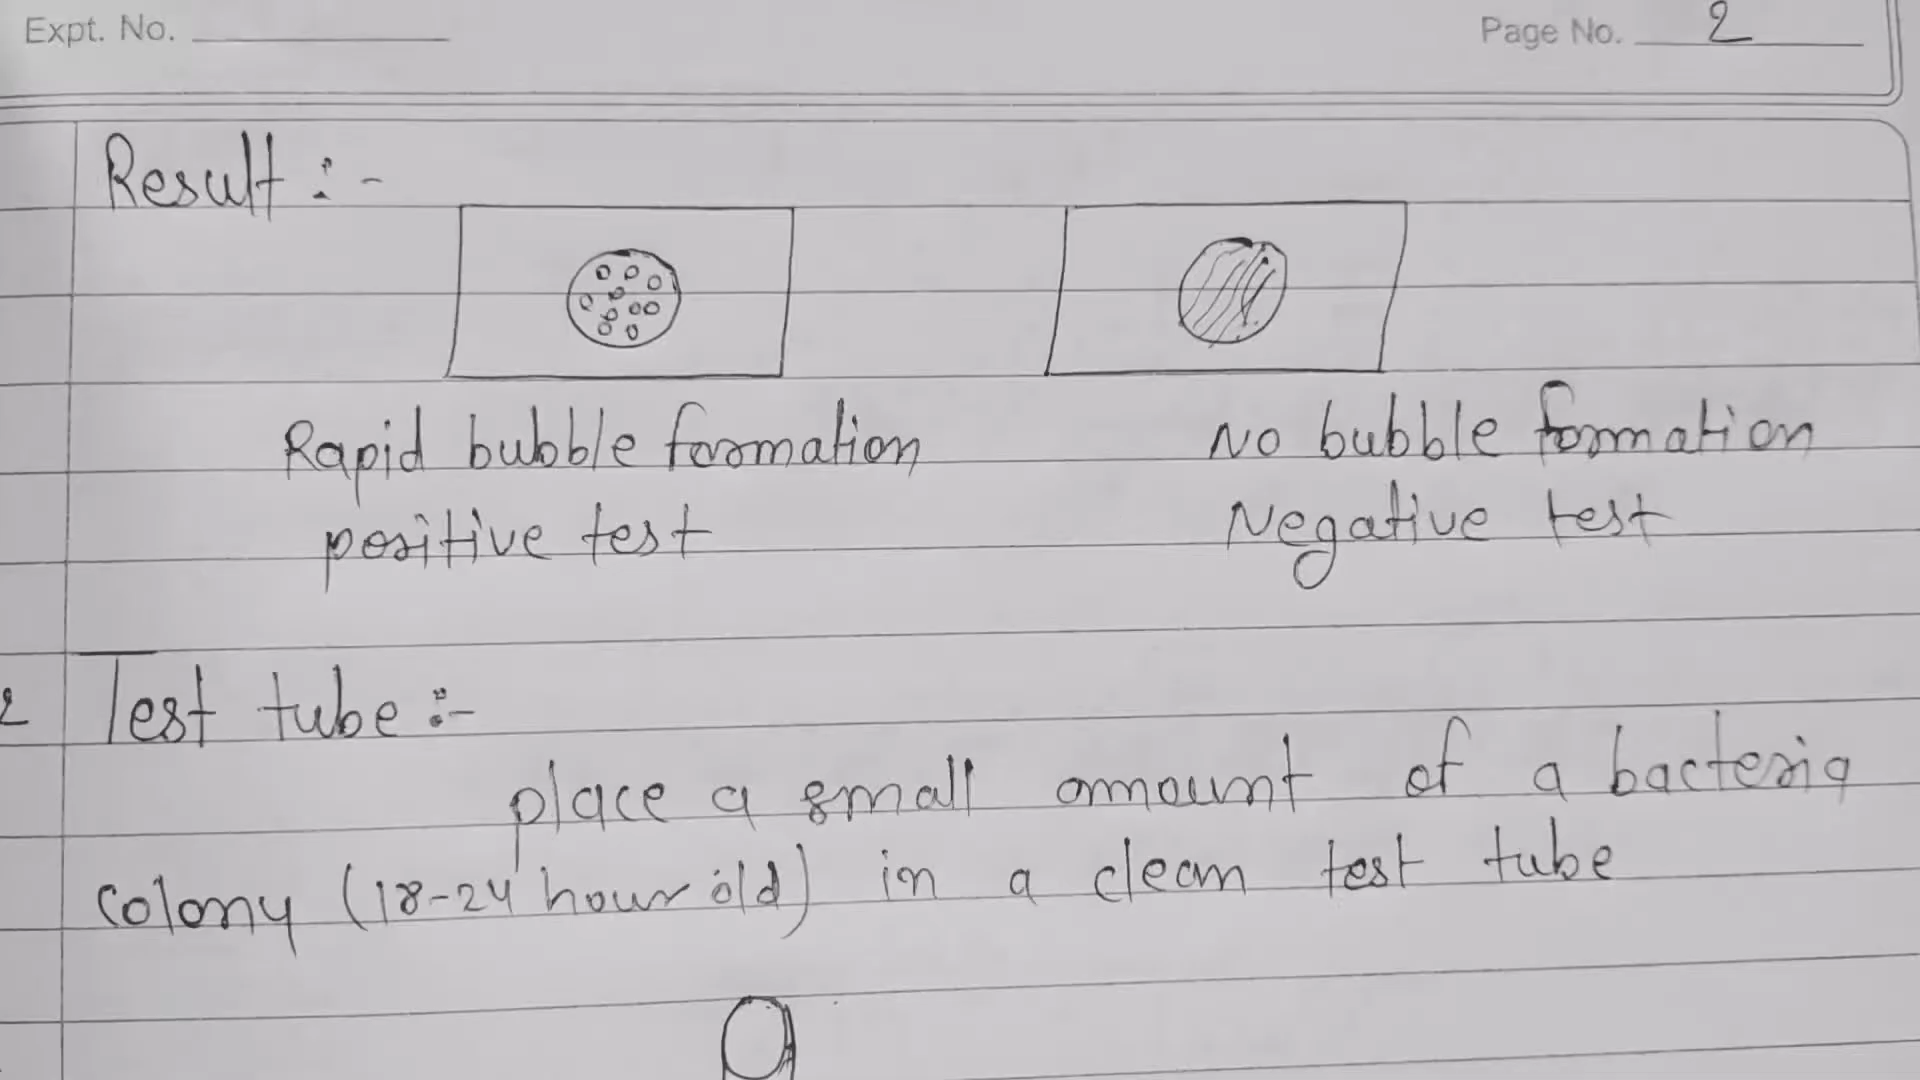 Expt. No.
Page No. 2
Result :-
Rapid bubble formation
No bubble formation
positive test
Negative test
2 Test tube :-
place a small amount of a bacteria
colony (18-24 hour old) in a clean test tube